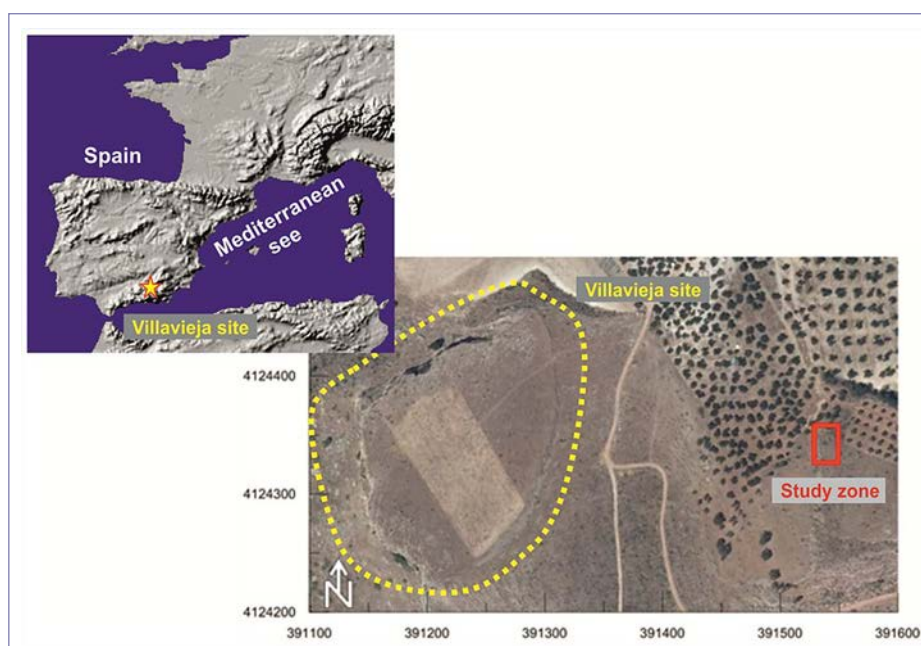 Spain
Mediterranean
see
Villavieja site
Villavieja site
4124400
4124300
Study zone
N
4124200
391100 391200 391300 391400 391500 391600